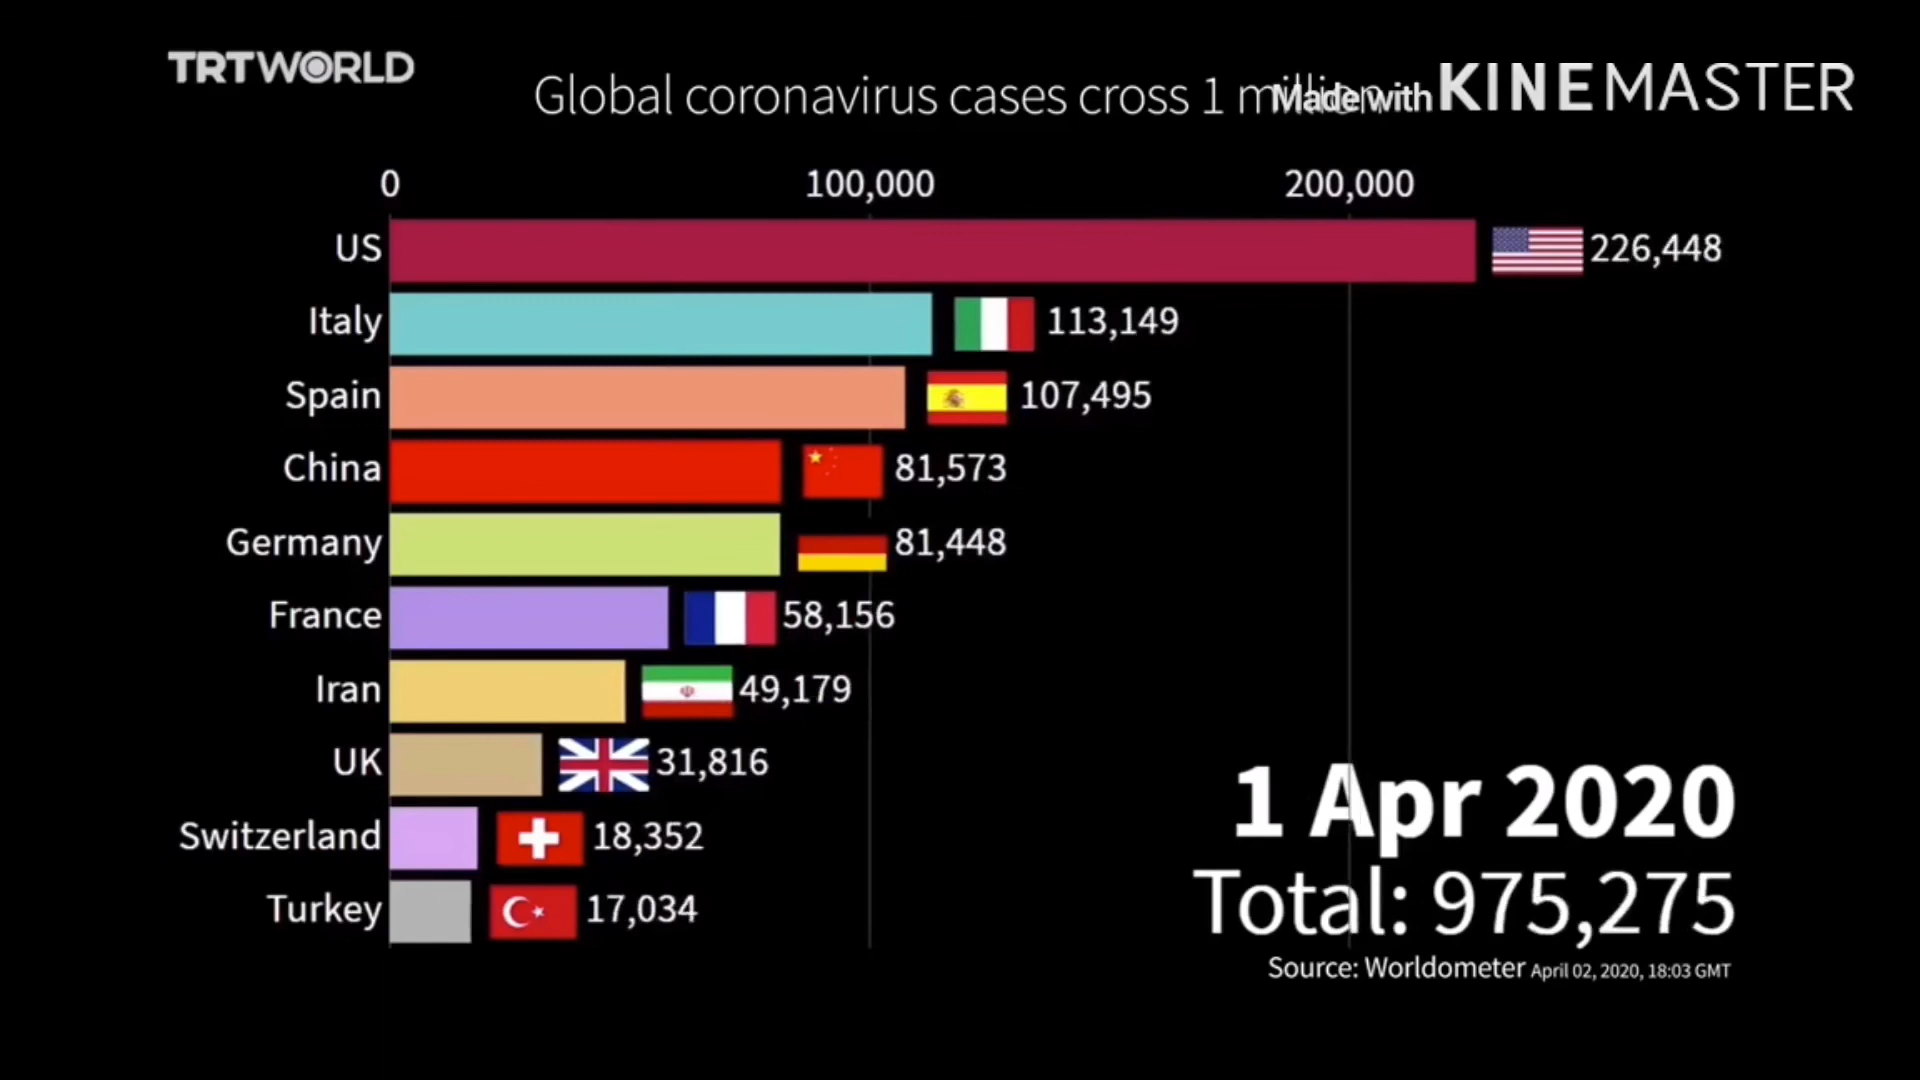 TRT WORLD
Global coronavirus cases cross 1 million
Made with KINEMASTER
0 100,000 200,000
US 226,448
Italy 113,149
Spain 107,495
China 81,573
Germany 81,448
France 58,156
Iran 49,179
UK 31,816
Switzerland 18,352
Turkey 17,034
1 Apr 2020
Total: 975,275
Source: Worldometer April 02, 2020, 18:03 GMT